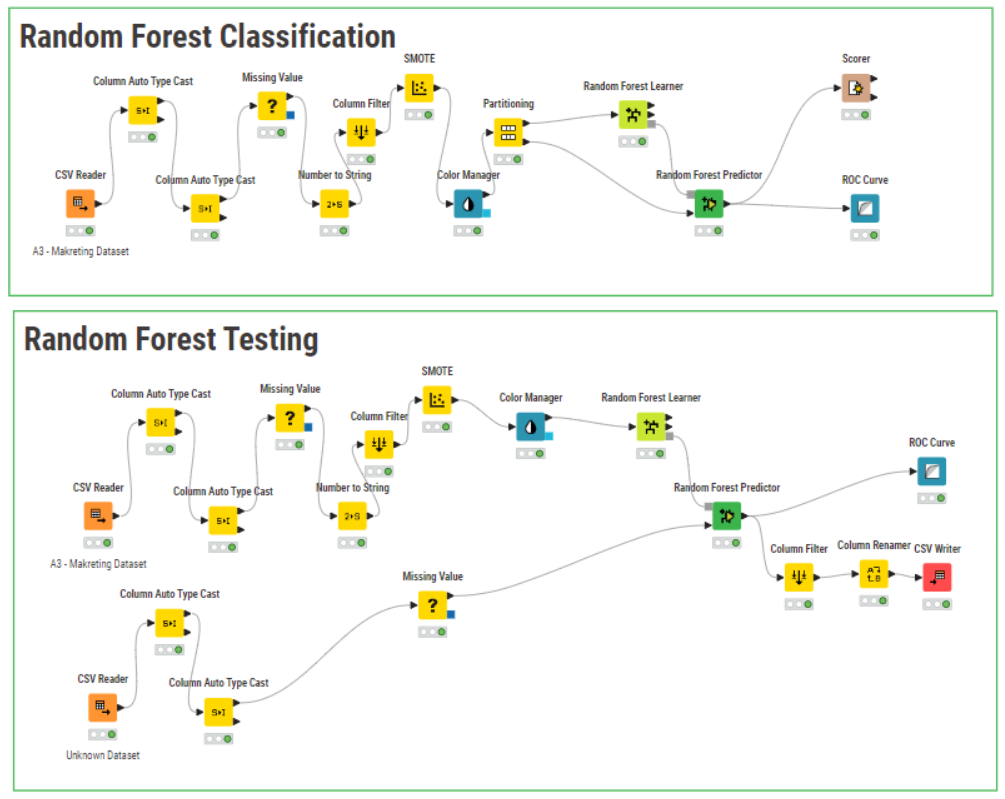 Random Forest Classification
SMOTE
Scorer
Column Auto Type Cast
Missing Value
Random Forest Learner
Column Filter
Partitioning
CSV Reader
Column Auto Type Cast
Number to String
Color Manager
Random Forest Predictor
ROC Curve
S▸I
?
S▸I
2▸S
A3 - Makreting Dataset
Random Forest Testing
SMOTE
Column Auto Type Cast
Missing Value
Color Manager
Random Forest Learner
Column Filter
ROC Curve
S▸I
?
CSV Reader
Column Auto Type Cast
Number to String
Random Forest Predictor
S▸I
2▸S
A3 - Makreting Dataset
Column Filter
Column Renamer
CSV Writer
Missing Value
?
Column Auto Type Cast
S▸I
CSV Reader
Column Auto Type Cast
S▸I
Unknown Dataset